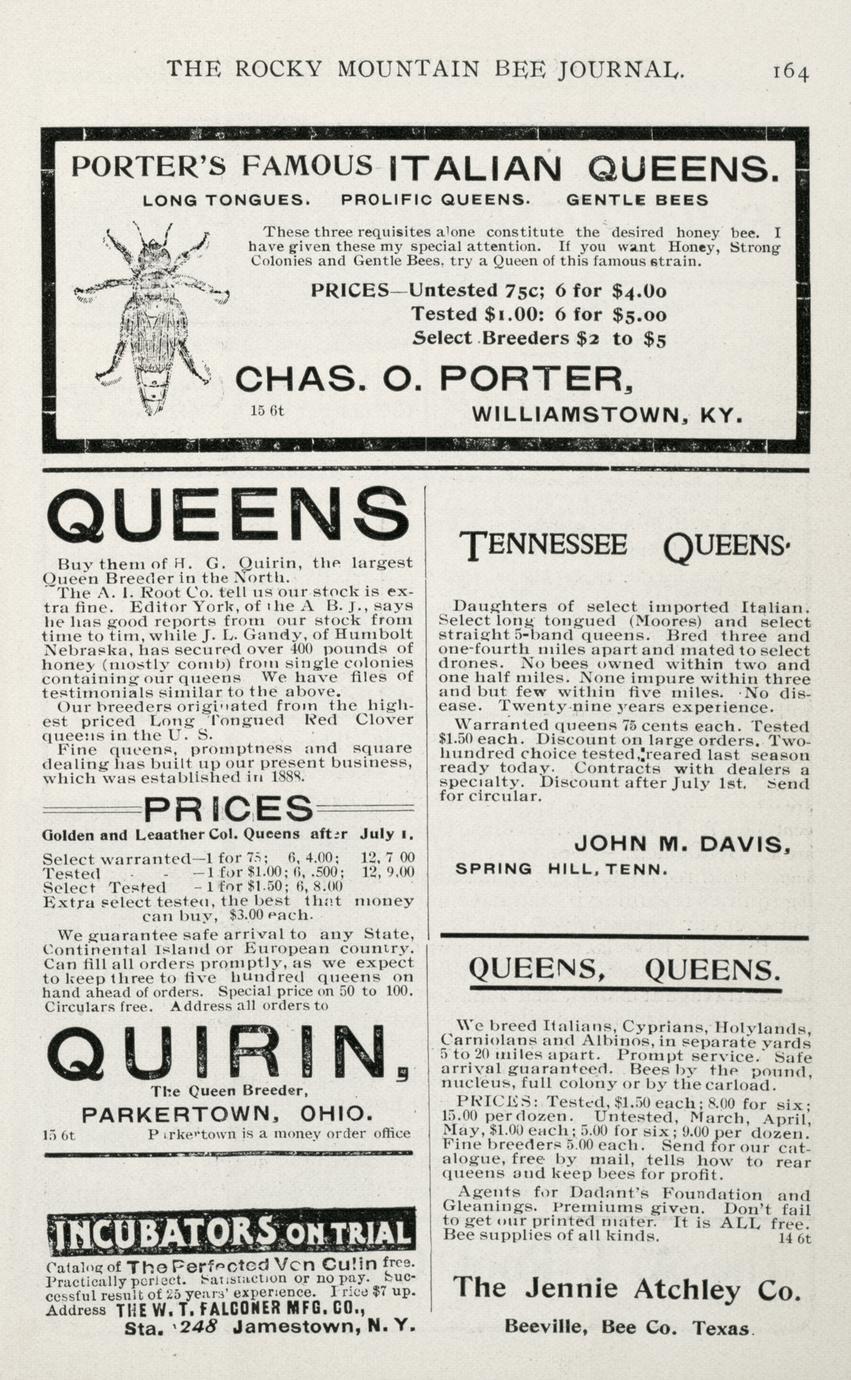 THE ROCKY MOUNTAIN BEE JOURNAL. 164
PORTER'S FAMOUS ITALIAN QUEENS.
LONG TONGUES. PROLIFIC QUEENS. GENTLE BEES
These three requisites alone constitute the desired honey bee. I
have given these my special attention. If you want Honey, Strong
Colonies and Gentle Bees, try a Queen of this famous strain.
PRICES—Untested 75c; 6 for $4.00
Tested $1.00: 6 for $5.00
Select Breeders $2 to $5
CHAS. O. PORTER,
15 6t WILLIAMSTOWN, KY.
QUEENS
Buy them of H. G. Quirin, the largest
Queen Breeder in the North.
The A. I. Root Co. tell us our stock is ex-
tra fine. Editor York, of the A B. J., says
he has good reports from our stock from
time to tim, while J. L. Gandy, of Humbolt
Nebraska, has secured over 400 pounds of
honey (mostly comb) from single colonies
containing our queens We have files of
testimonials similar to the above.
Our breeders originated from the high-
est priced Long Tongued Red Clover
queens in the U. S.
Fine queens, promptness and square
dealing has built up our present business,
which was established in 1888.
PRICES
Golden and Leaather Col. Queens after July 1.
Select warranted—1 for 75; 6, 4.00; 12, 7 00
Tested - - —1 for $1.00; 6, .500; 12, 9.00
Select Tested -1 for $1.50; 6, 8.00
Extra select tested, the best that money
can buy, $3.00 each.
We guarantee safe arrival to any State,
Continental Island or European country.
Can fill all orders promptly, as we expect
to keep three to five hundred queens on
hand ahead of orders. Special price on 50 to 100.
Circulars free. Address all orders to
QUIRIN,
The Queen Breeder,
PARKERTOWN, OHIO.
15 6t Parkertown is a money order office
INCUBATORS ON TRIAL
Catalog of The Perfected Von Culin free.
Practically perfect. Satisfaction or no pay. Suc-
cessful result of 25 years' experience. Price $7 up.
Address THE W. T. FALCONER MFG. CO.,
Sta. 248 Jamestown, N. Y.
TENNESSEE QUEENS.
Daughters of select imported Italian.
Select long tongued (Moores) and select
straight 5-band queens. Bred three and
one-fourth miles apart and mated to select
drones. No bees owned within two and
one half miles. None impure within three
and but few within five miles. No dis-
ease. Twenty-nine years experience.
Warranted queens 75 cents each. Tested
$1.50 each. Discount on large orders. Two-
hundred choice tested, reared last season
ready today. Contracts with dealers a
specialty. Discount after July 1st. Send
for circular.
JOHN M. DAVIS,
SPRING HILL, TENN.
QUEENS, QUEENS.
We breed Italians, Cyprians, Holylands,
Carniolans and Albinos, in separate yards
5 to 20 miles apart. Prompt service. Safe
arrival guaranteed. Bees by the pound,
nucleus, full colony or by the carload.
PRICES: Tested, $1.50 each; 8.00 for six;
15.00 per dozen. Untested, March, April,
May, $1.00 each; 5.00 for six; 9.00 per dozen.
Fine breeders 5.00 each. Send for our cat-
alogue, free by mail, tells how to rear
queens and keep bees for profit.
Agents for Dadant's Foundation and
Gleanings. Premiums given. Don't fail
to get our printed mater. It is ALL free.
Bee supplies of all kinds. 14 6t
The Jennie Atchley Co.
Beeville, Bee Co. Texas.